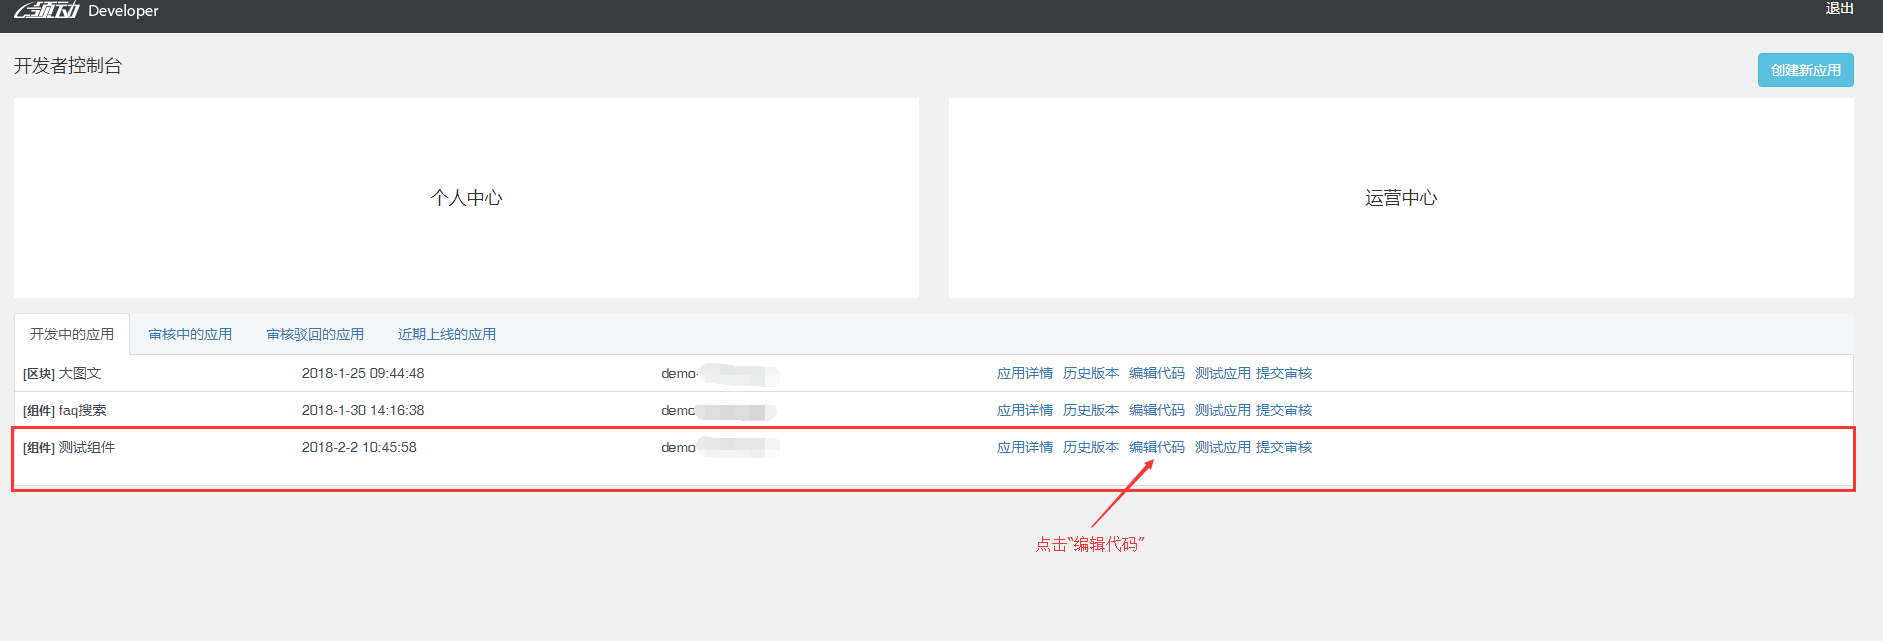 领动 Developer
退出
开发者控制台
创建新应用
个人中心
运营中心
开发中的应用 审核中的应用 审核驳回的应用 近期上线的应用
[区块] 大图文 2018-1-25 09:44:48 demo- 应用详情 历史版本 编辑代码 测试应用 提交审核
[组件] faq搜索 2018-1-30 14:16:38 demo 应用详情 历史版本 编辑代码 测试应用 提交审核
[组件] 测试组件 2018-2-2 10:45:58 demo 应用详情 历史版本 编辑代码 测试应用 提交审核
点击“编辑代码”